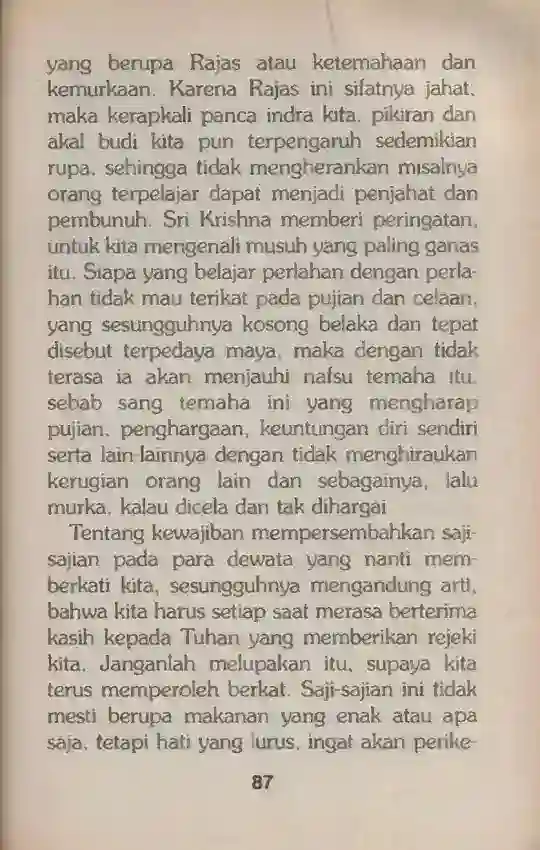 yang berupa Rajas atau ketemahaan dan
kemurkaan. Karena Rajas ini sifatnya jahat,
maka kerapkali panca indra kita, pikiran dan
akal budi kita pun terpengaruh sedemikian
rupa, sehingga tidak mengherankan misalnya
orang terpelajar dapat menjadi penjahat dan
pembunuh. Sri Krishna memberi peringatan,
untuk kita mengenali musuh yang paling ganas
itu. Siapa yang belajar perlahan dengan perla-
han tidak mau terikat pada pujian dan celaan,
yang sesungguhnya kosong belaka dan tepat
disebut terpedaya maya, maka dengan tidak
terasa ia akan menjauhi nafsu temaha itu,
sebab sang temaha ini yang mengharap
pujian, penghargaan, keuntungan diri sendiri
serta lain-lainnya dengan tidak menghiraukan
kerugian orang lain dan sebagainya, lalu
murka, kalau dicela dan tak dihargai
Tentang kewajiban mempersembahkan saji-
sajian pada para dewata yang nanti mem-
berkati kita, sesungguhnya mengandung arti,
bahwa kita harus setiap saat merasa berterima
kasih kepada Tuhan yang memberikan rejeki
kita. Janganlah melupakan itu, supaya kita
terus memperoleh berkat. Saji-sajian ini tidak
mesti berupa makanan yang enak atau apa
saja, tetapi hati yang lurus, ingat akan perike-
87